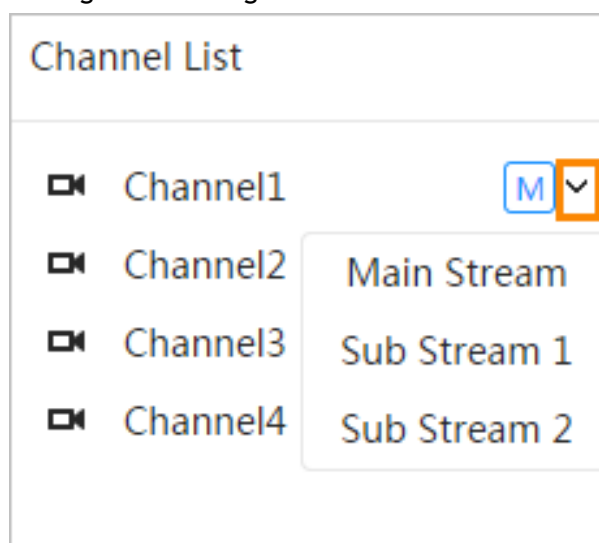 Channel List
Channel1 M
Channel2
Main Stream
Channel3
Sub Stream 1
Channel4
Sub Stream 2